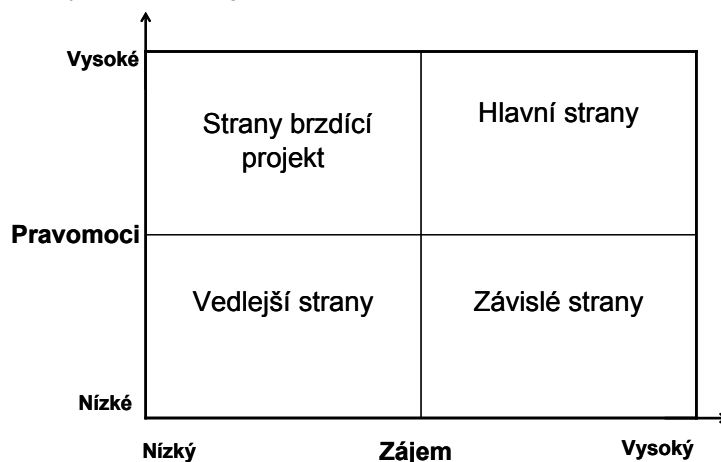 Vysoké
Strany brzdící
projekt
Hlavní strany
Pravomoci
Vedlejší strany
Závislé strany
Nízké
Nízký
Zájem
Vysoký